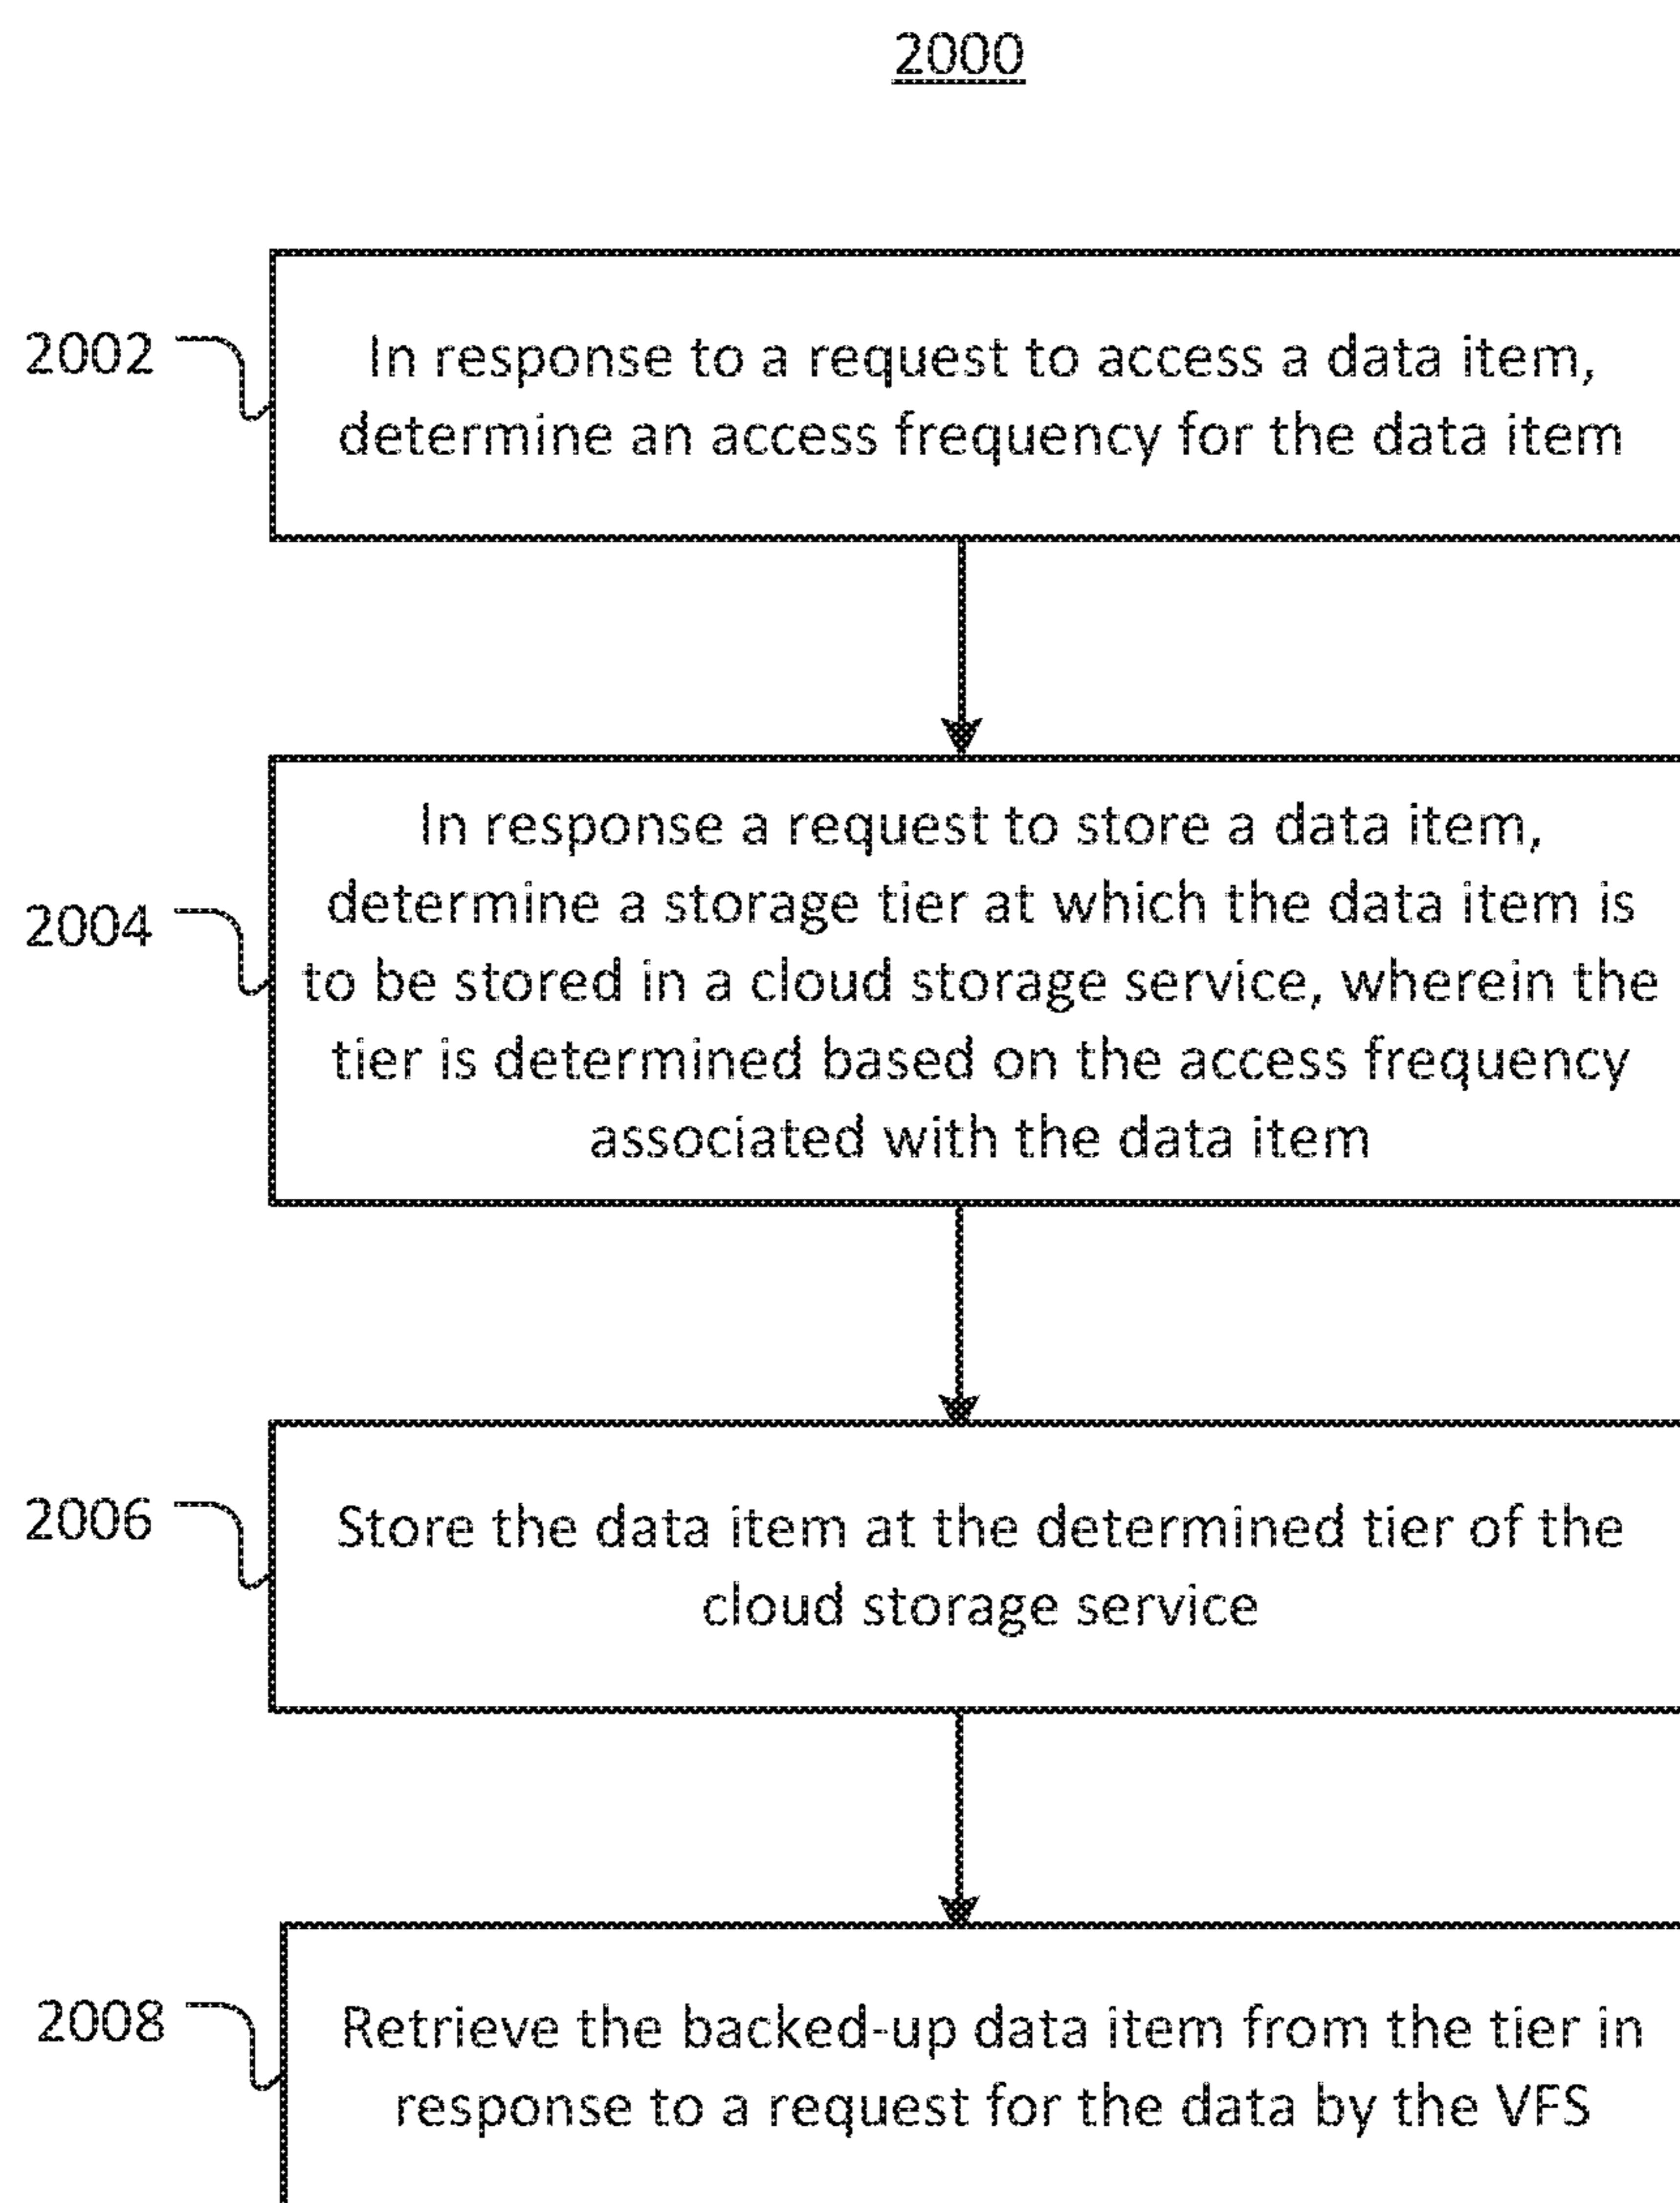 2000
2002
In response to a request to access a data item,
determine an access frequency for the data item
2004
In response a request to store a data item,
determine a storage tier at which the data item is
to be stored in a cloud storage service, wherein the
tier is determined based on the access frequency
associated with the data item
2006
Store the data item at the determined tier of the
cloud storage service
2008
Retrieve the backed-up data item from the tier in
response to a request for the data by the VFS